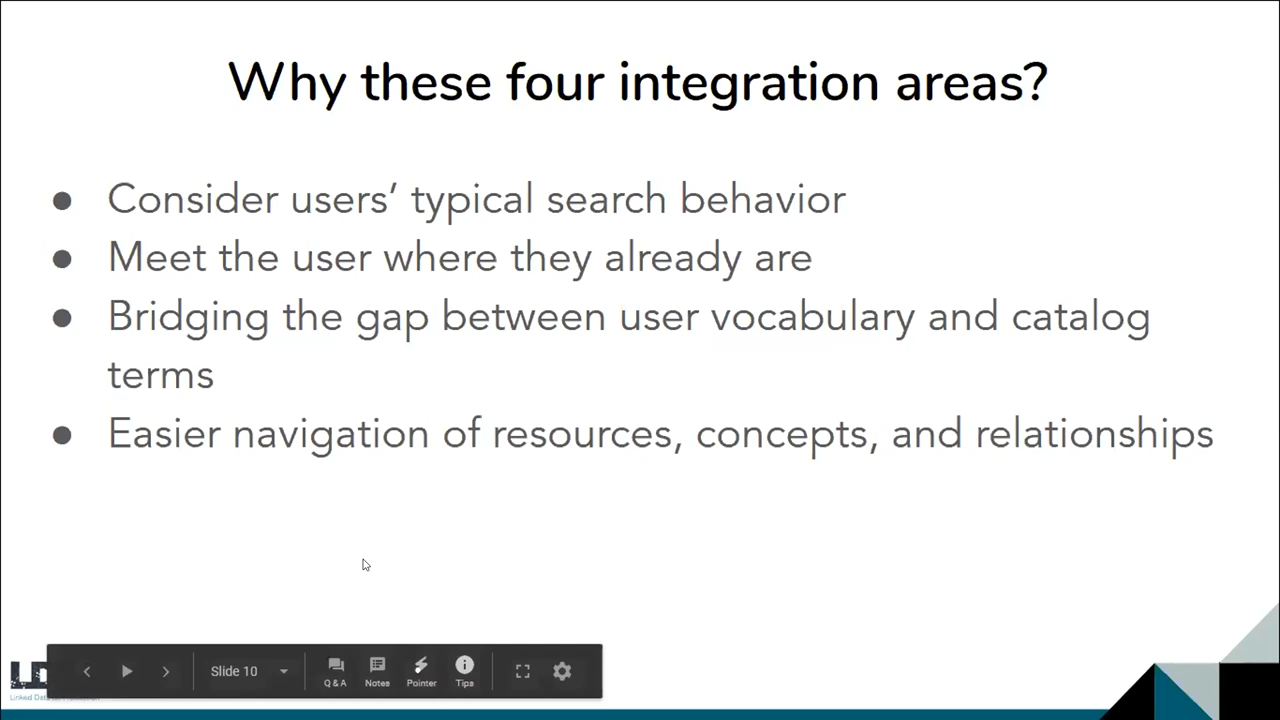 Why these four integration areas?
● Consider users’ typical search behavior
● Meet the user where they already are
● Bridging the gap between user vocabulary and catalog
terms
● Easier navigation of resources, concepts, and relationships
Slide 10
Q & A
Notes
Pointer
Tips